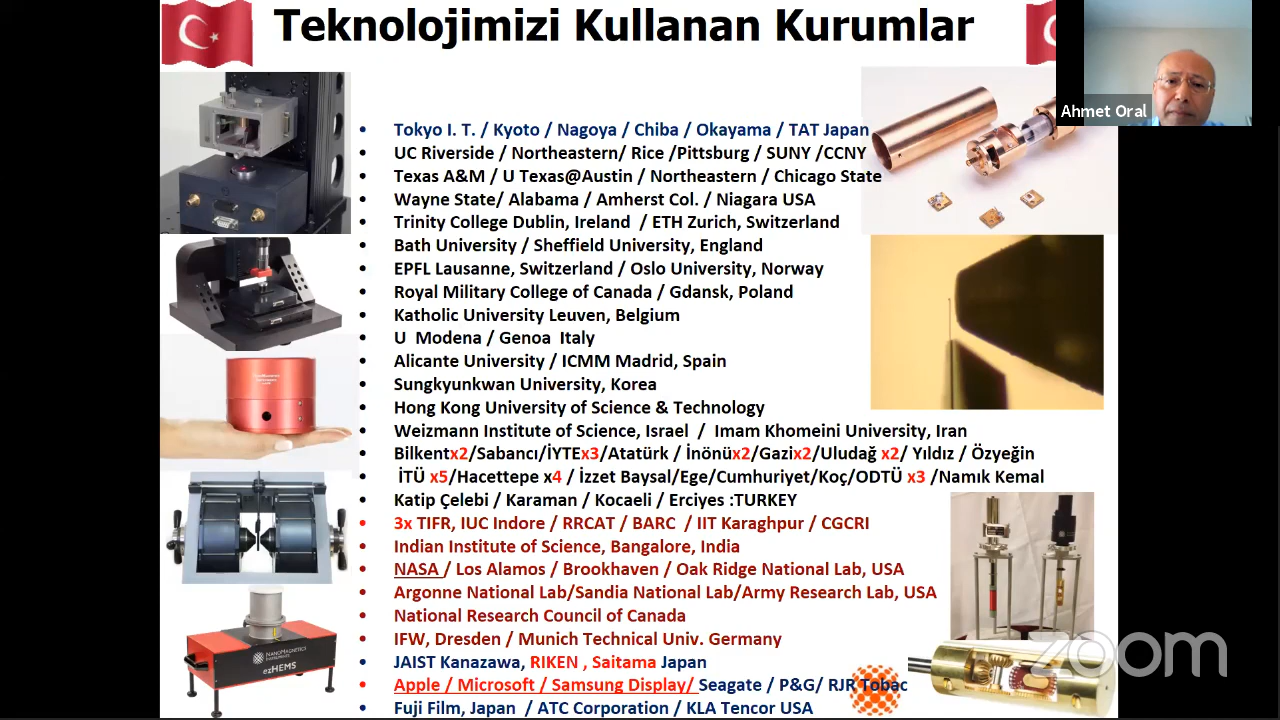 Teknolojimizi Kullanan Kurumlar
Ahmet Oral
• Tokyo I. T. / Kyoto / Nagoya / Chiba / Okayama / TAT Japan
• UC Riverside / Northeastern/ Rice /Pittsburg / SUNY /CCNY
• Texas A&M / U Texas@Austin / Northeastern / Chicago State
• Wayne State/ Alabama / Amherst Col. / Niagara USA
• Trinity College Dublin, Ireland / ETH Zurich, Switzerland
• Bath University / Sheffield University, England
• EPFL Lausanne, Switzerland / Oslo University, Norway
• Royal Military College of Canada / Gdansk, Poland
• Katholic University Leuven, Belgium
• U Modena / Genoa Italy
• Alicante University / ICMM Madrid, Spain
• Sungkyunkwan University, Korea
• Hong Kong University of Science & Technology
• Weizmann Institute of Science, Israel / Imam Khomeini University, Iran
• Bilkentx2/Sabancı/İYTEx3/Atatürk / İnönüx2/Gazix2/Uludağ x2/ Yıldız / Özyeğin
• İTÜ x5/Hacettepe x4 / İzzet Baysal/Ege/Cumhuriyet/Koç/ODTÜ x3 /Namık Kemal
• Katip Çelebi / Karaman / Kocaeli / Erciyes :TURKEY
• 3x TIFR, IUC Indore / RRCAT / BARC / IIT Karaghpur / CGCRI
• Indian Institute of Science, Bangalore, India
• NASA / Los Alamos / Brookhaven / Oak Ridge National Lab, USA
• Argonne National Lab/Sandia National Lab/Army Research Lab, USA
• National Research Council of Canada
• IFW, Dresden / Munich Technical Univ. Germany
• JAIST Kanazawa, RIKEN , Saitama Japan
• Apple / Microsoft / Samsung Display/ Seagate / P&G/ RJR Tobac
• Fuji Film, Japan / ATC Corporation / KLA Tencor USA
NANOMAGNETICS
INSTRUMENTS
ezHEMS
zoom